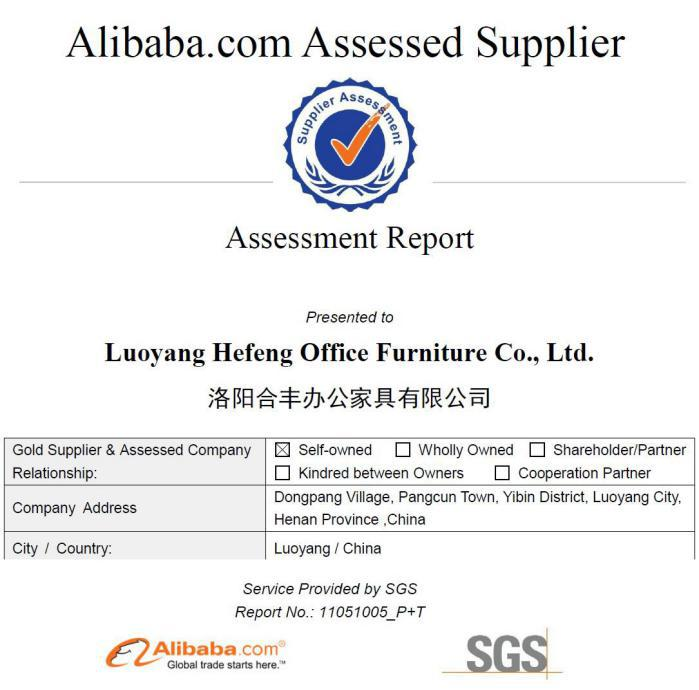 Alibaba.com Assessed Supplier
Supplier Assessment
Assessment Report
Presented to
Luoyang Hefeng Office Furniture Co., Ltd.
洛阳合丰办公家具有限公司
Gold Supplier & Assessed Company Relationship:
☒ Self-owned ☐ Wholly Owned ☐ Shareholder/Partner
☐ Kindred between Owners ☐ Cooperation Partner
Company Address
Dongpang Village, Pangcun Town, Yibin District, Luoyang City,
Henan Province ,China
City / Country:
Luoyang / China
Service Provided by SGS
Report No.: 11051005_P+T
Alibaba.com®
Global trade starts here.™
SGS